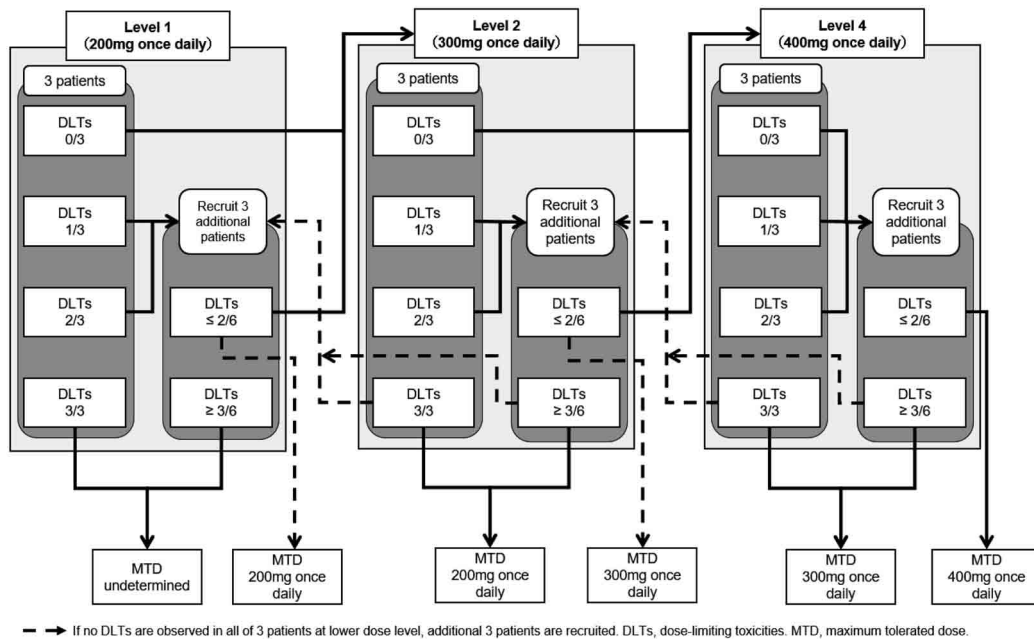 Level 1
(200mg once daily)
3 patients
DLTs
0/3
DLTs
1/3
DLTs
2/3
DLTs
3/3
Recruit 3
additional
patients
DLTs
≤ 2/6
DLTs
≥ 3/6
Level 2
(300mg once daily)
3 patients
DLTs
0/3
DLTs
1/3
DLTs
2/3
DLTs
3/3
Recruit 3
additional
patients
DLTs
≤ 2/6
DLTs
≥ 3/6
Level 4
(400mg once daily)
3 patients
DLTs
0/3
DLTs
1/3
DLTs
2/3
DLTs
3/3
Recruit 3
additional
patients
DLTs
≤ 2/6
DLTs
≥ 3/6
MTD
undetermined
MTD
200mg once
daily
MTD
200mg once
daily
MTD
300mg once
daily
MTD
300mg once
daily
MTD
400mg once
daily
If no DLTs are observed in all of 3 patients at lower dose level, additional 3 patients are recruited. DLTs, dose-limiting toxicities. MTD, maximum tolerated dose.